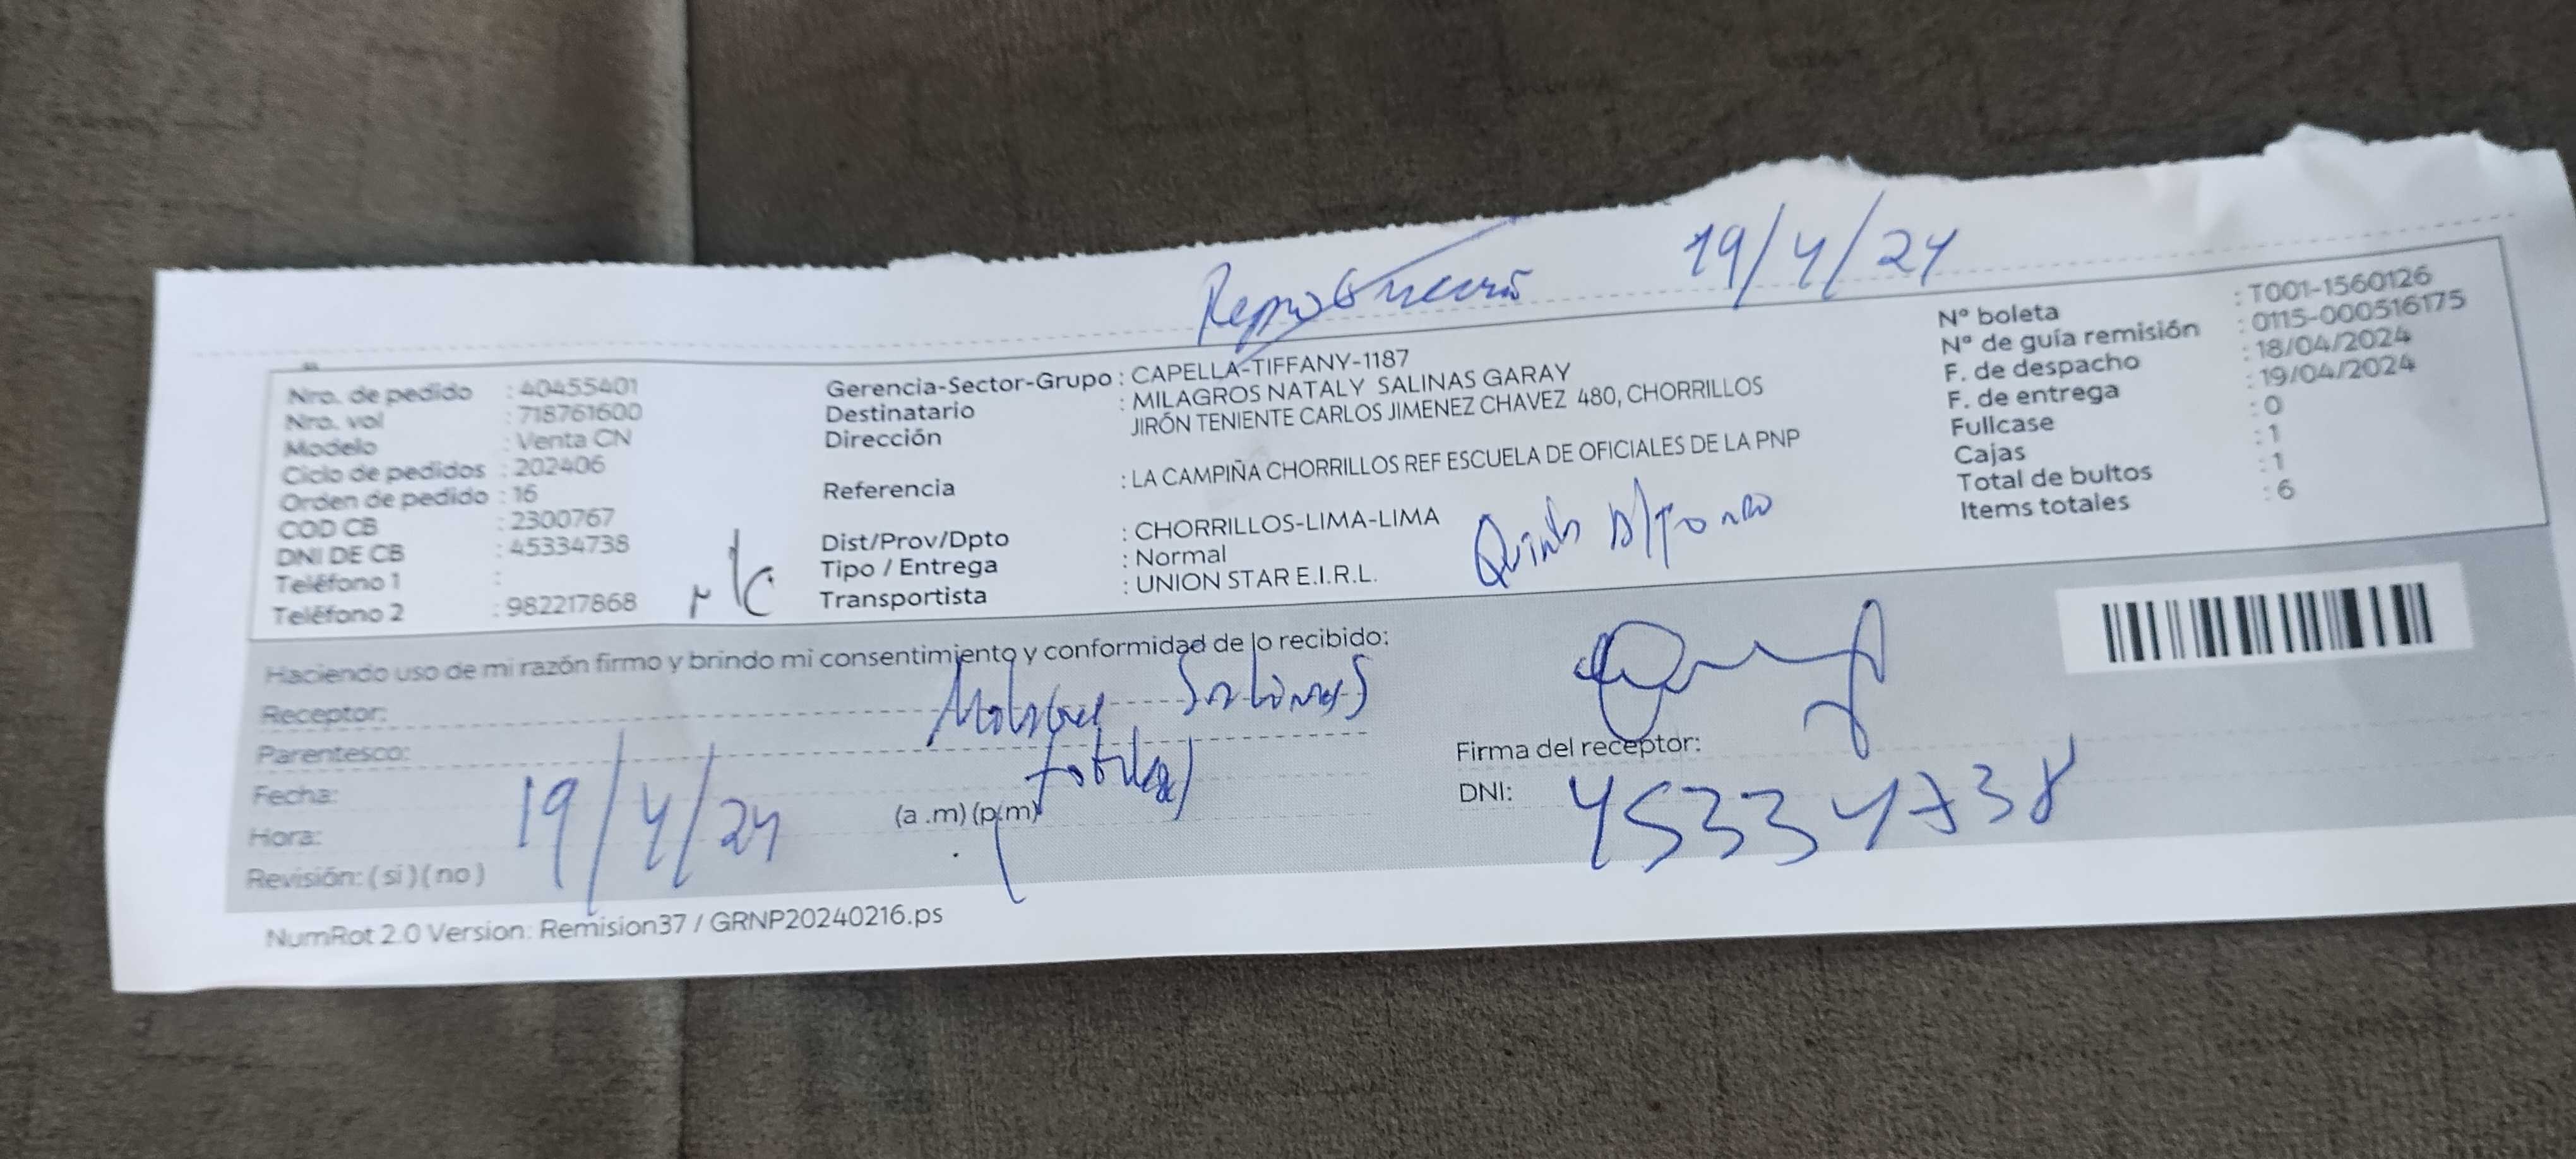 19/4/24
Nro. de pedido : 40455401
Nro. vol : 718761600
Modelo : Venta CN
Ciclo de pedidos : 202406
Orden de pedido : 16
COD CB : 2300767
DNI DE CB : 45334738
Teléfono 1 :
Teléfono 2 : 982217868
Gerencia-Sector-Grupo : CAPELLA-TIFFANY-1187
Destinatario : MILAGROS NATALY SALINAS GARAY
Dirección JIRÓN TENIENTE CARLOS JIMENEZ CHAVEZ 480, CHORRILLOS
Referencia : LA CAMPIÑA CHORRILLOS REF ESCUELA DE OFICIALES DE LA PNP
Dist/Prov/Dpto : CHORRILLOS-LIMA-LIMA
Tipo / Entrega : Normal
Transportista : UNION STAR E.I.R.L.
N° boleta : T001-1560126
N° de guía remisión : 0115-000516175
F. de despacho : 18/04/2024
F. de entrega : 19/04/2024
Fullcase : 0
Cajas : 1
Total de bultos : 1
Items totales : 6
Haciendo uso de mi razón firmo y brindo mi consentimiento y conformidad de lo recibido:
Receptor: Salinas
Parentesco:
Fecha:
Hora: 19/4/24 (a .m) (p.m)
Revisión: ( si ) ( no )
Firma del receptor:
DNI: 45334738
NumRot 2.0 Version: Remision37 / GRNP20240216.ps